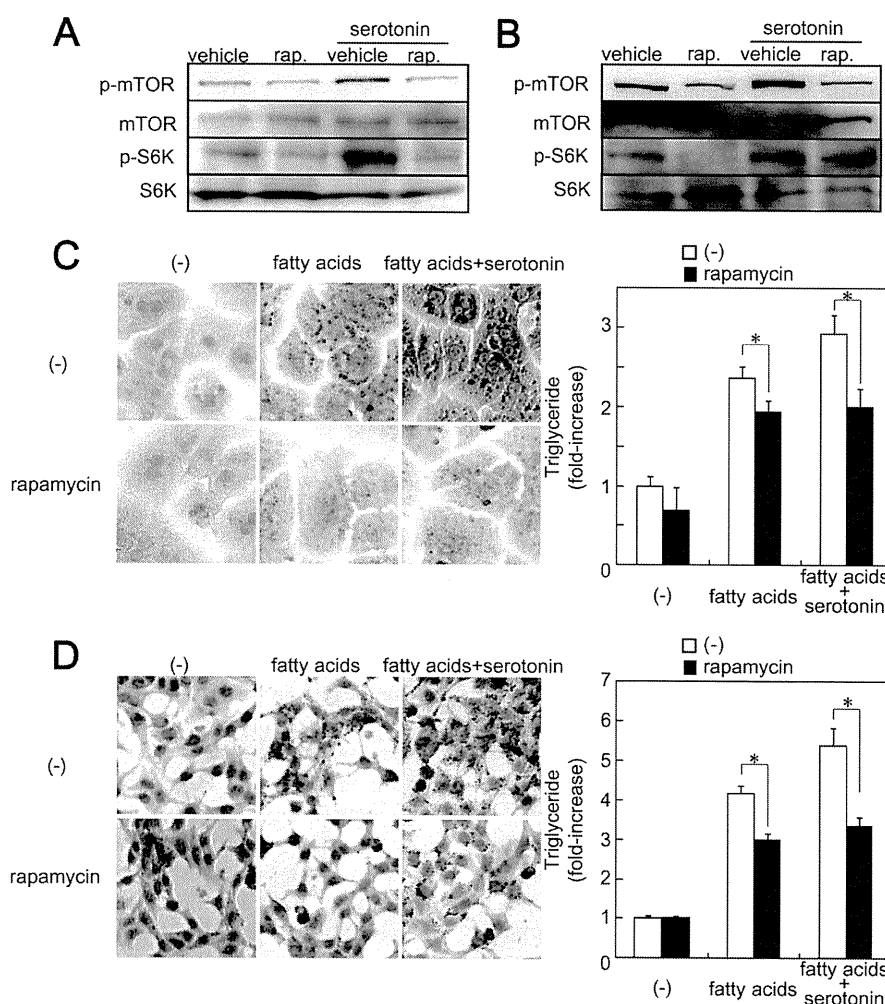 A
serotonin
vehicle rap. vehicle rap.
p-mTOR
mTOR
p-S6K
S6K
B
serotonin
vehicle rap. vehicle rap.
p-mTOR
mTOR
p-S6K
S6K
C
(-) fatty acids fatty acids+serotonin
(-)
rapamycin
(-)
rapamycin
Triglyceride
(fold-increase)
3
2
1
0
*
*
(-) fatty acids fatty acids
+
serotonin
D
(-) fatty acids fatty acids+serotonin
(-)
rapamycin
(-)
rapamycin
Triglyceride
(fold-increase)
7
6
5
4
3
2
1
0
*
*
(-) fatty acids fatty acids
+
serotonin